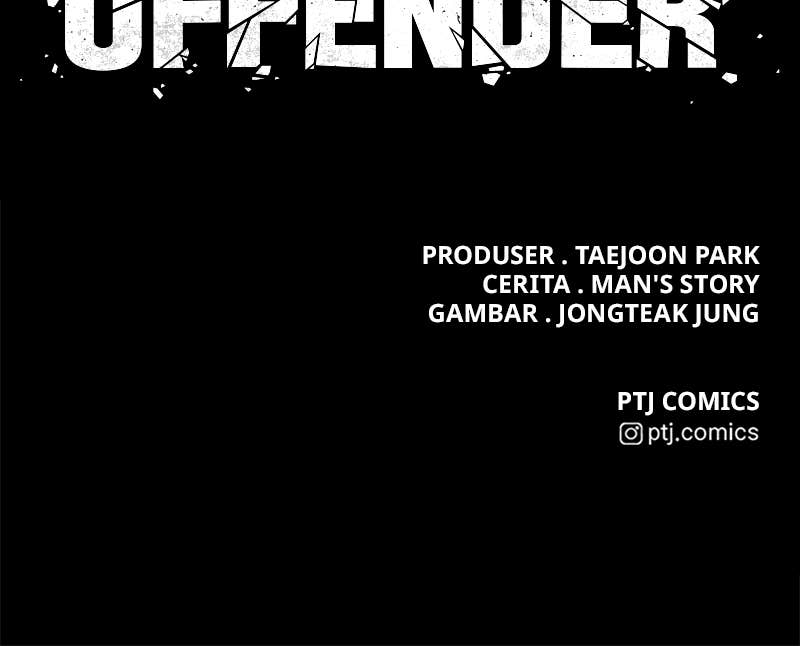 OFFENDER
PRODUSER . TAEJOON PARK
CERITA . MAN'S STORY
GAMBAR . JONGTEAK JUNG
PTJ COMICS
ptj.comics